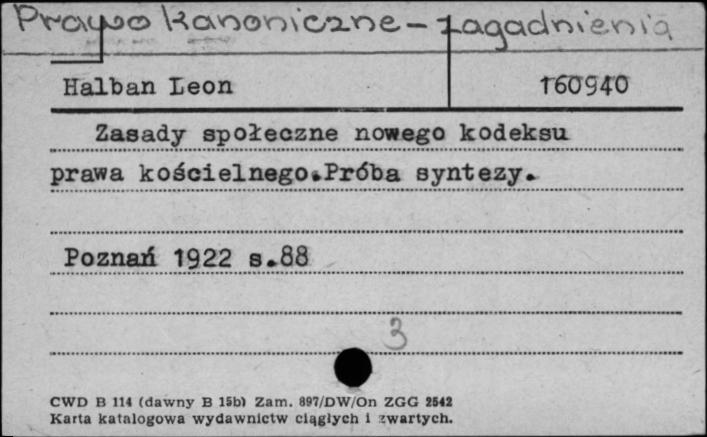 Prawo kanoniczne - zagadnienia
Halban Leon 160940
Zasady społeczne nowego kodeksu
prawa kościelnego.Próba syntezy.
Poznań 1922 s.88
3
CWD B 114 (dawny B 15b) Zam. 897/DW/On ZGG 2542
Karta katalogowa wydawnictw ciągłych i zwartych.